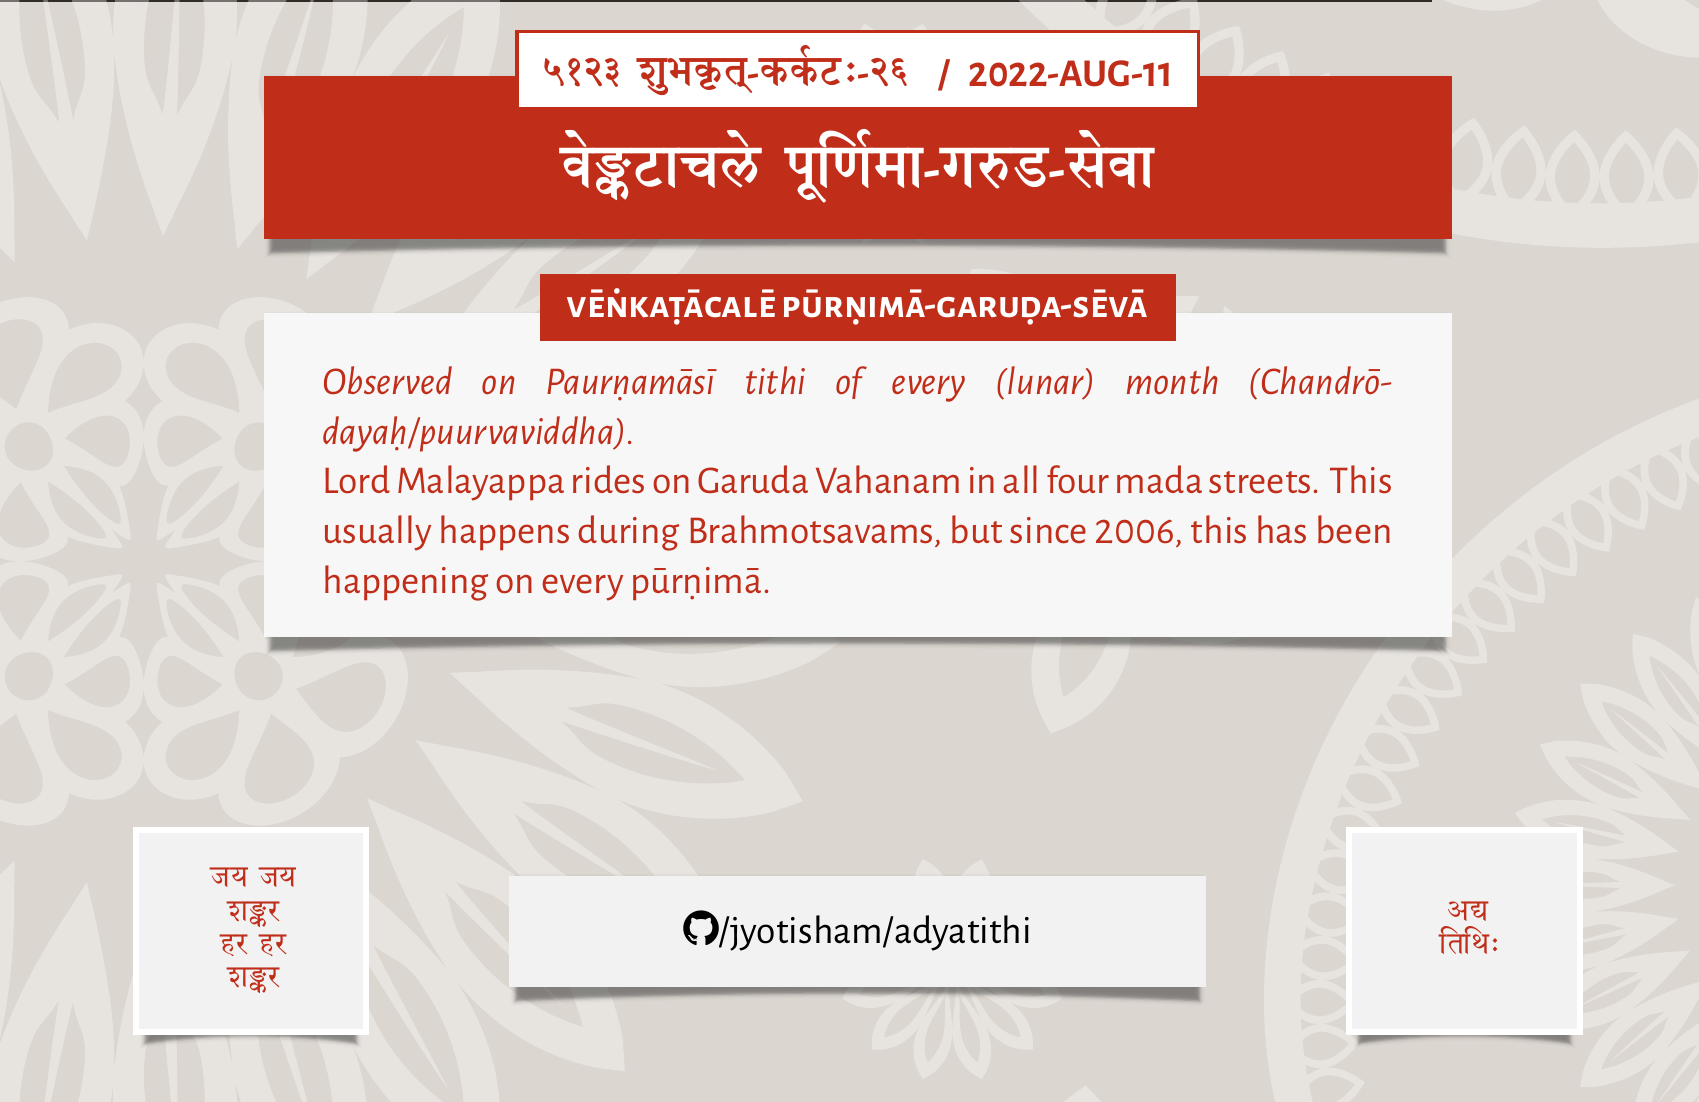 ५१२३ शुभकृत्-कर्कटः-२६ / 2022-AUG-11
वेङ्कटाचले पूर्णिमा-गरुड-सेवा
VĒṄKAṬĀCALĒ PŪRṆIMĀ-GARUḌA-SĒVĀ
Observed on Paurṇamāsī tithi of every (lunar) month (Chandrō-
dayaḥ/puurvaviddha).
Lord Malayappa rides on Garuda Vahanam in all four mada streets. This
usually happens during Brahmotsavams, but since 2006, this has been
happening on every pūrṇimā.
जय जय
शङ्कर
हर हर
शङ्कर
/jyotisham/adyatithi
अद्य
तिथिः